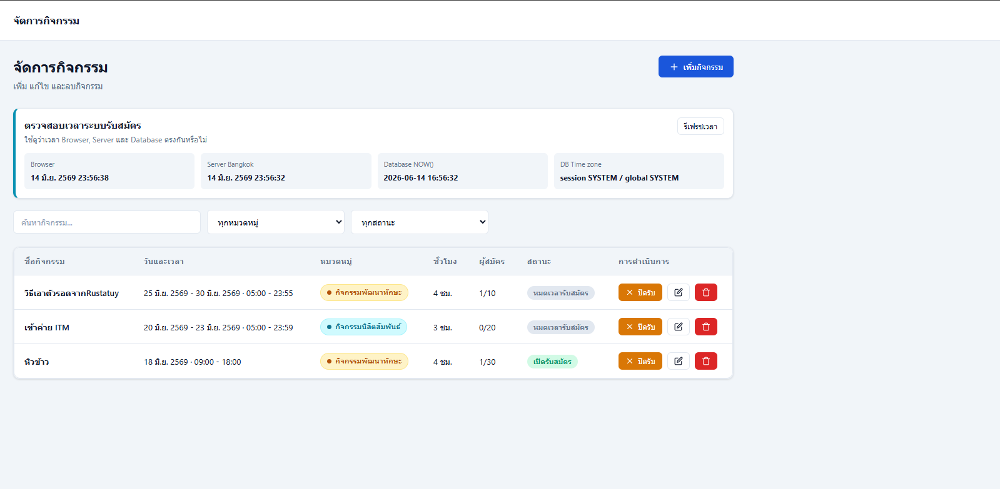 จัดการกิจกรรม
จัดการกิจกรรม
เพิ่มกิจกรรม
เพิ่ม แก้ไข และลบกิจกรรม
ตรวจสอบเวลาระบบรับสมัคร
รีเฟรชเวลา
ใช้ดูว่าเวลา Browser, Server และ Database ตรงกันหรือไม่
Browser
14 มิ.ย. 2569 23:56:38
Server Bangkok
14 มิ.ย. 2569 23:56:32
Database NOW()
2026-06-14 16:56:32
DB Time zone
session SYSTEM / global SYSTEM
ค้นหากิจกรรม...
ทุกหมวดหมู่
ทุกสถานะ
ชื่อกิจกรรม วันและเวลา หมวดหมู่ ชั่วโมง ผู้สมัคร สถานะ การดำเนินการ
วิธีเอาตัวรอดจากRustatuy 25 มิ.ย. 2569 - 30 มิ.ย. 2569 · 05:00 - 23:55 กิจกรรมพัฒนาทักษะ 4 ชม. 1/10 หมดเวลารับสมัคร ปิดรับ
เข้าค่าย ITM 20 มิ.ย. 2569 - 23 มิ.ย. 2569 · 05:00 - 23:59 กิจกรรมนิสิตสัมพันธ์ 3 ชม. 0/20 หมดเวลารับสมัคร ปิดรับ
หิวข้าว 18 มิ.ย. 2569 · 09:00 - 18:00 กิจกรรมพัฒนาทักษะ 4 ชม. 1/30 เปิดรับสมัคร ปิดรับ